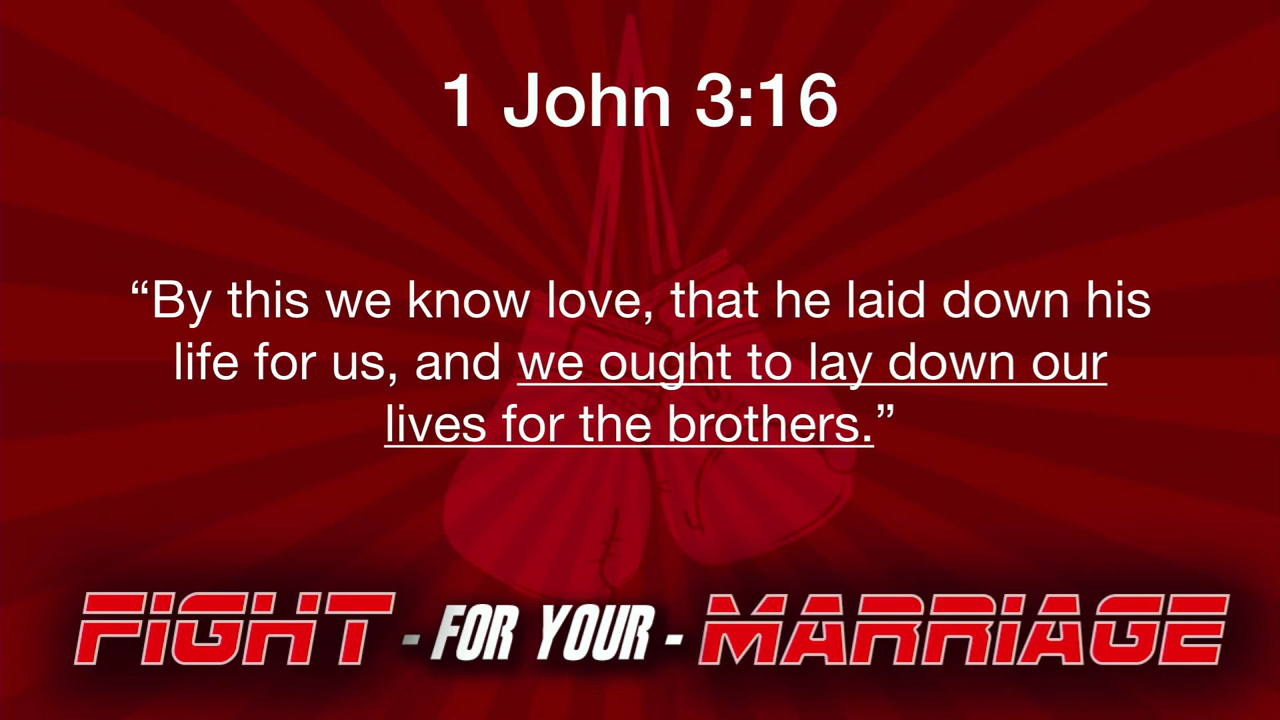 1 John 3:16
“By this we know love, that he laid down his
life for us, and we ought to lay down our
lives for the brothers.”
FiGHT - FOR YOUR - MARRiAGE